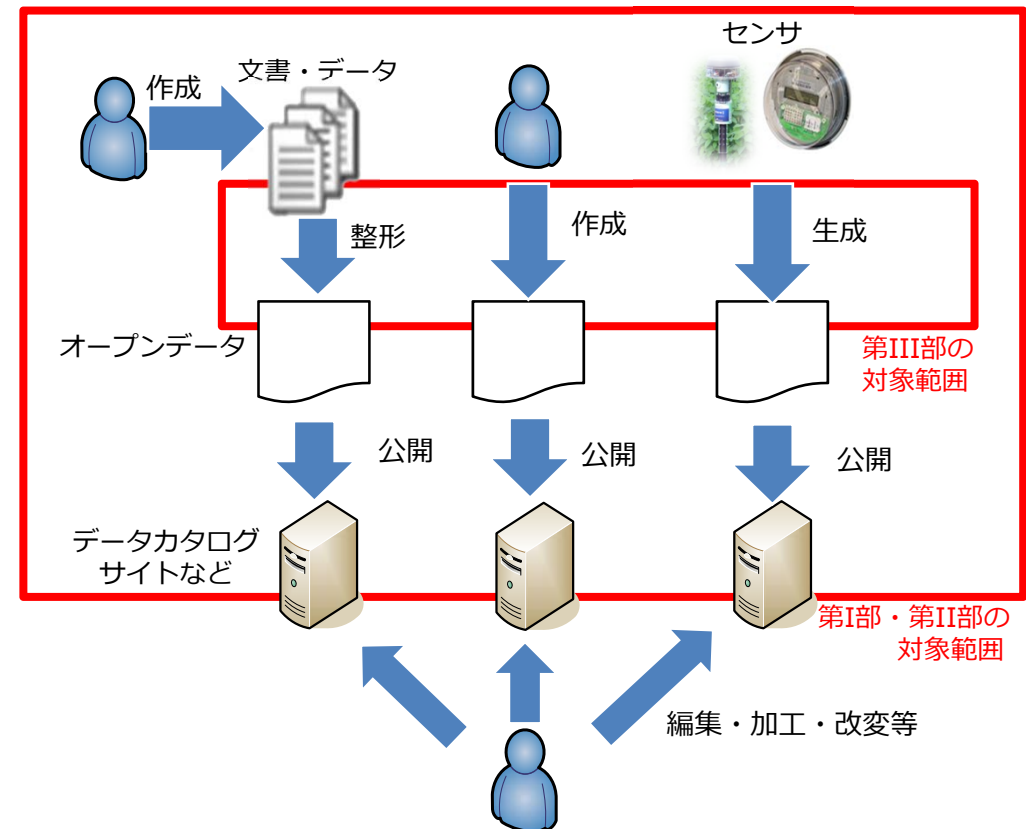 センサ
文書・データ
作成
整形
作成
生成
オープンデータ
第III部の
対象範囲
公開
公開
公開
データカタログ
サイトなど
第I部・第II部の
対象範囲
編集・加工・改変等